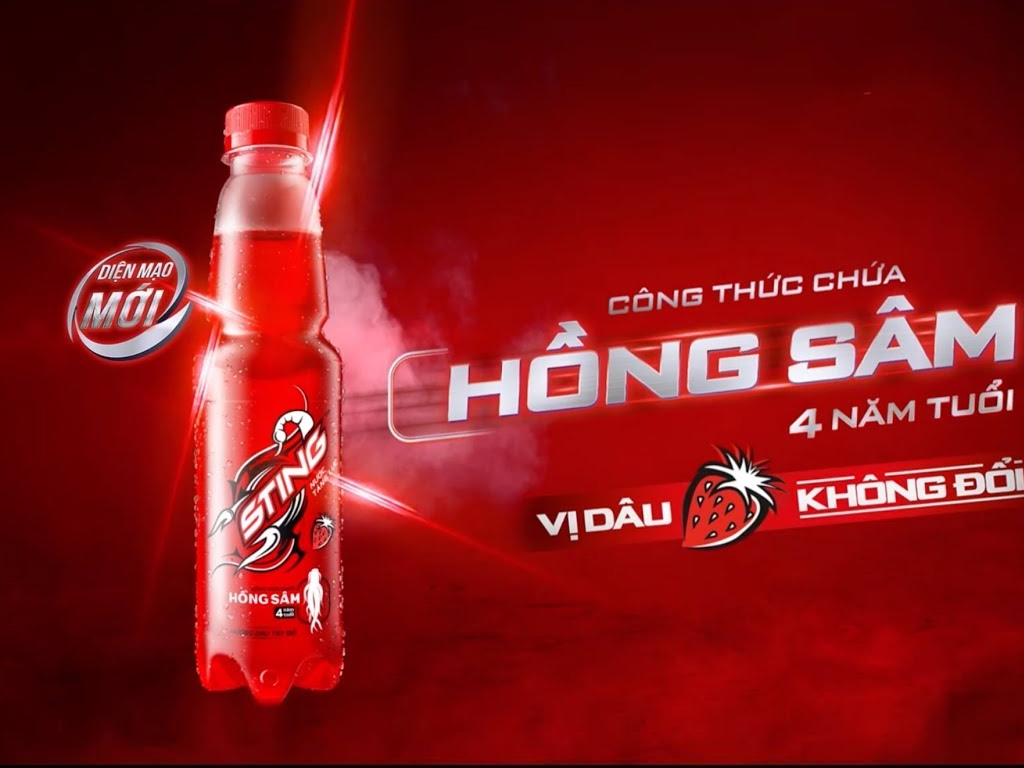 DIỆN MẠO
MỚI
CÔNG THỨC CHỨA
HỒNG SÂM
4 NĂM TUỔI
VỊ DÂU
KHÔNG ĐỔI
STING
HỒNG SÂM
4 năm
tuổi